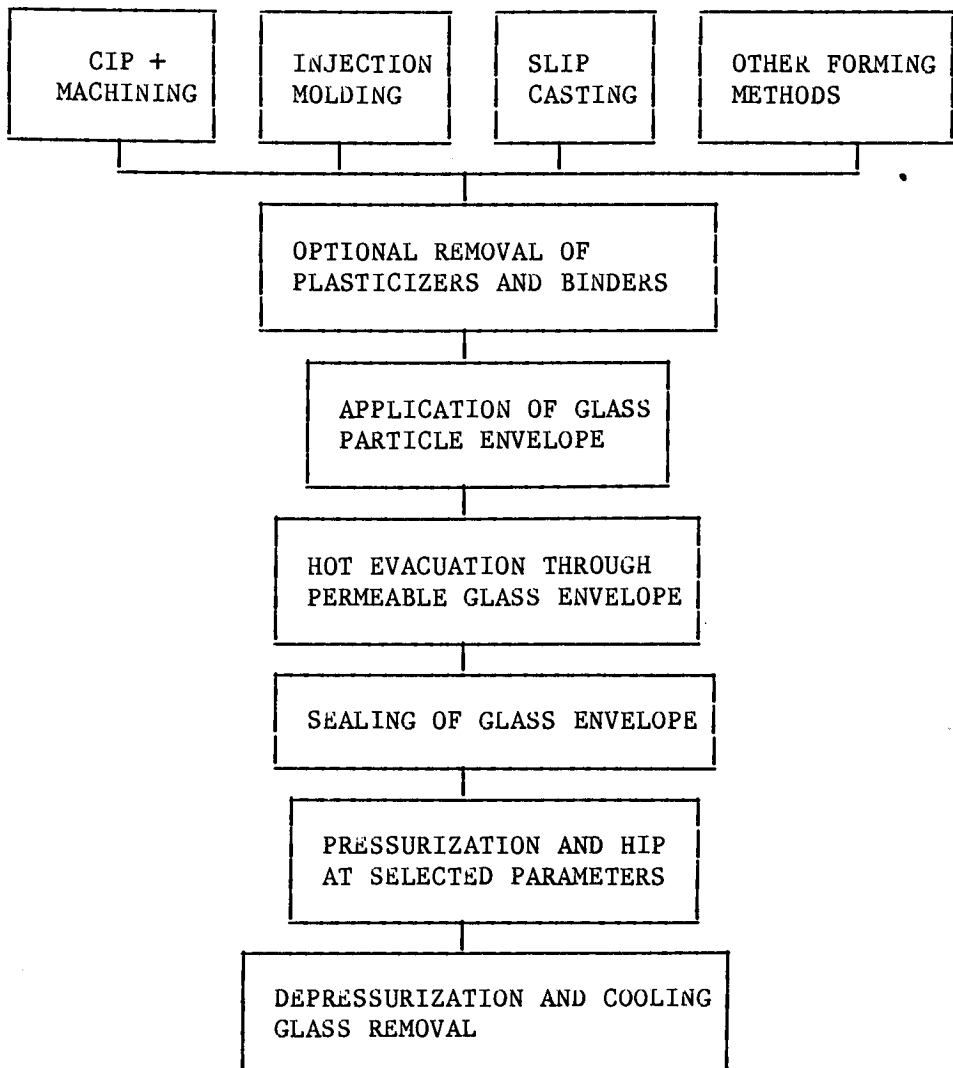 CIP +
MACHINING
INJECTION
MOLDING
SLIP
CASTING
OTHER FORMING
METHODS
OPTIONAL REMOVAL OF
PLASTICIZERS AND BINDERS
APPLICATION OF GLASS
PARTICLE ENVELOPE
HOT EVACUATION THROUGH
PERMEABLE GLASS ENVELOPE
SEALING OF GLASS ENVELOPE
PRESSURIZATION AND HIP
AT SELECTED PARAMETERS
DEPRESSURIZATION AND COOLING
GLASS REMOVAL